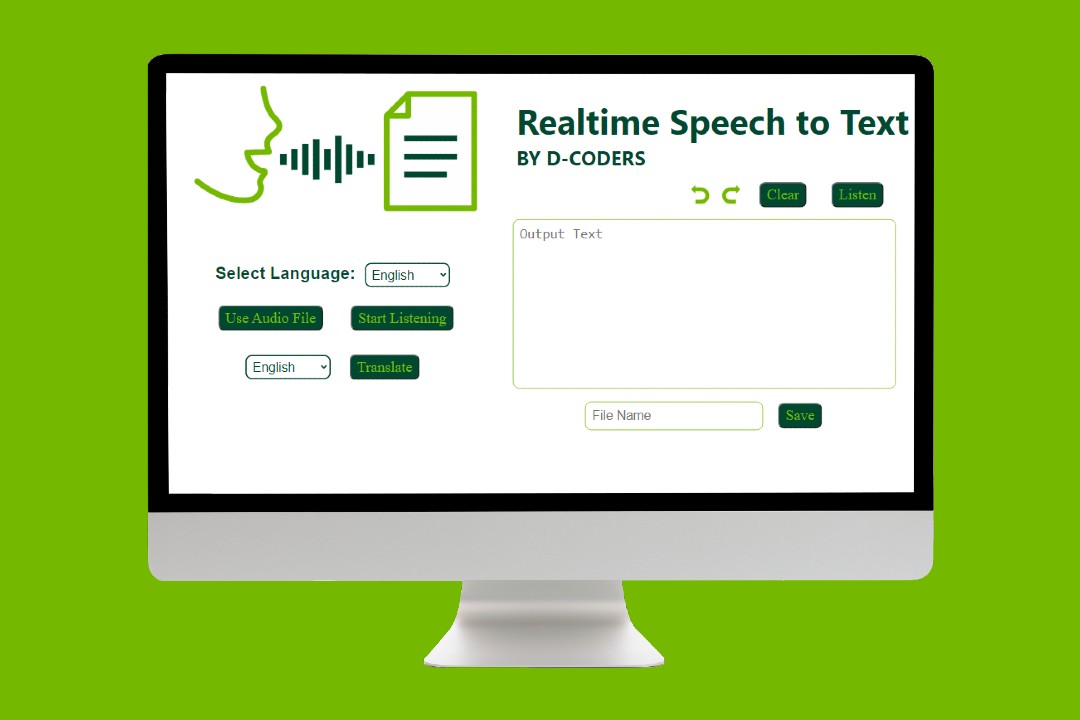 Realtime Speech to Text
BY D-CODERS
Clear
Listen
Output Text
Select Language:
English
Use Audio File
Start Listening
English
Translate
File Name
Save